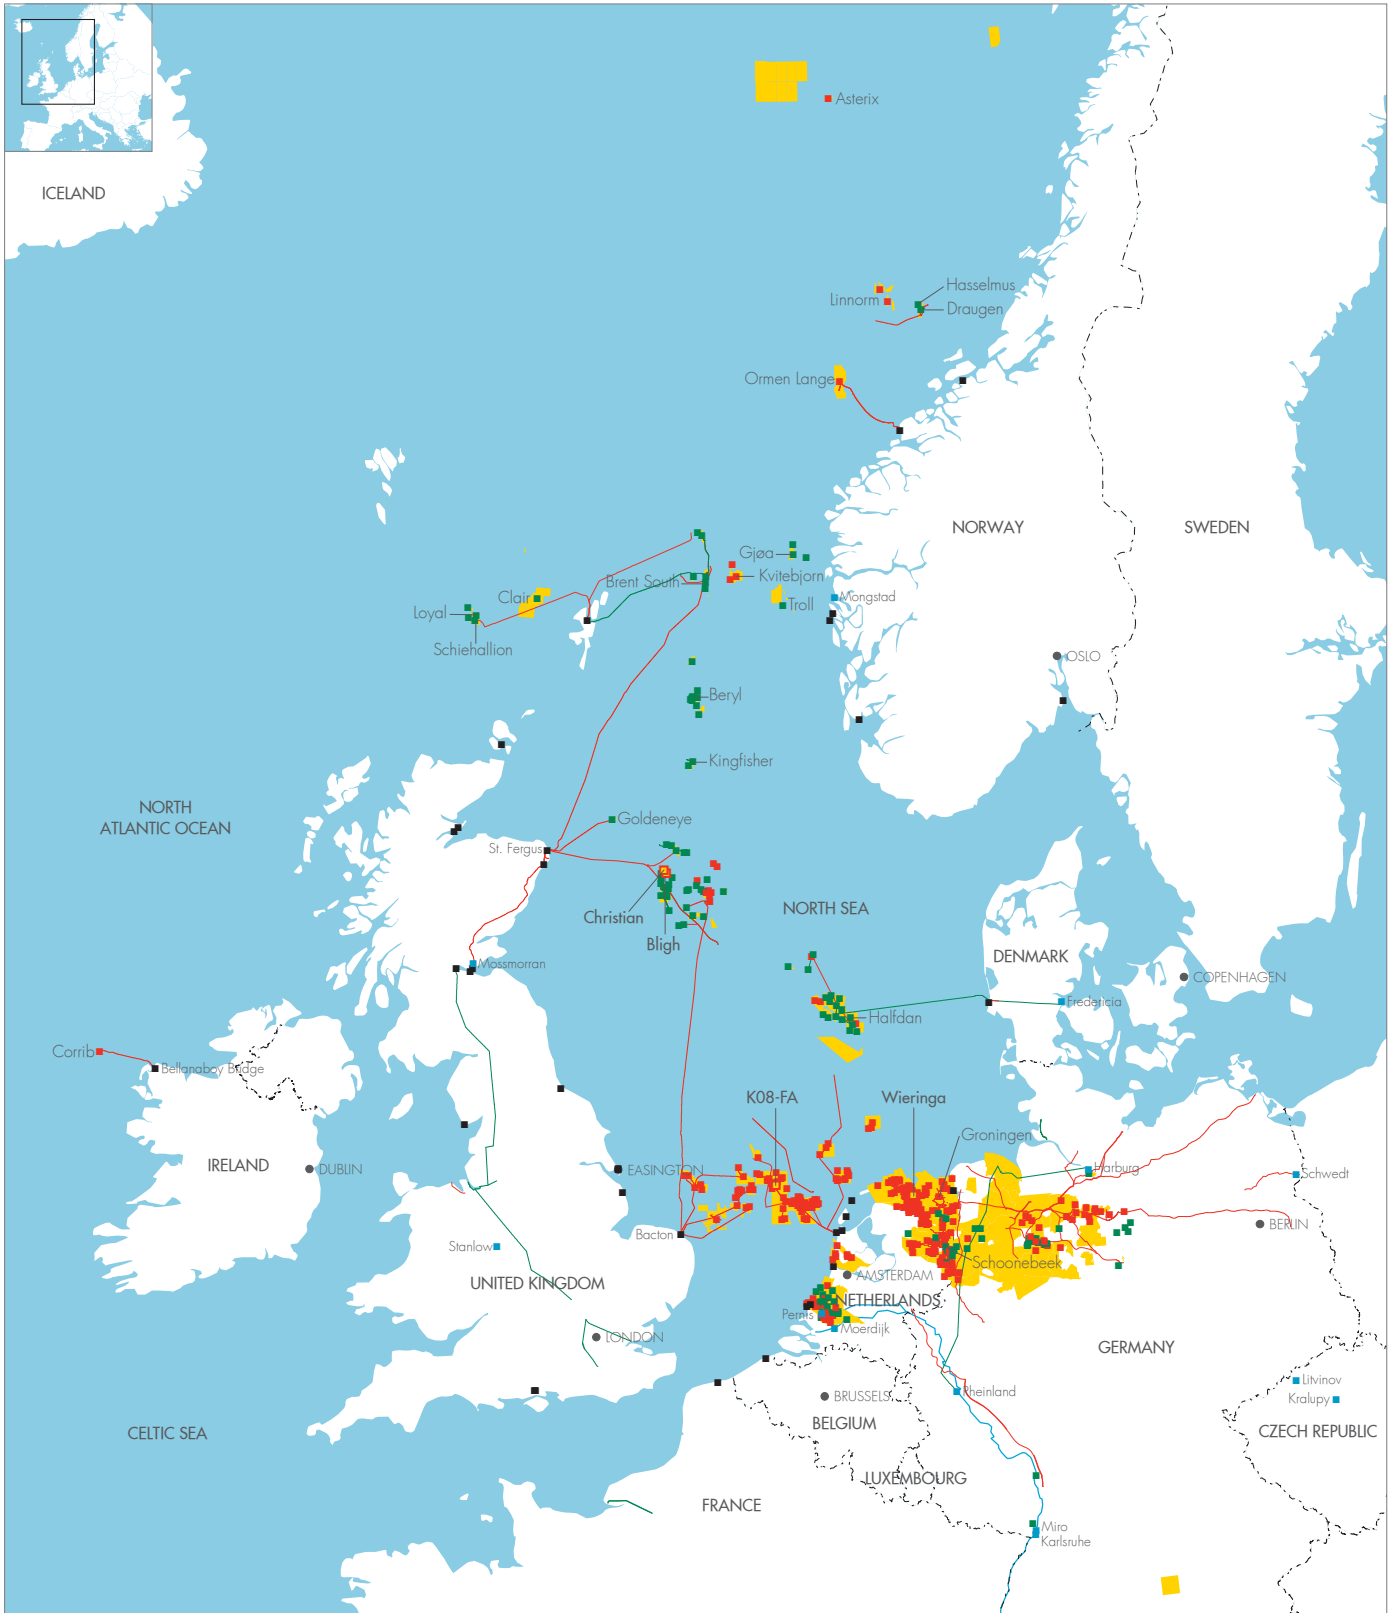 Asterix
ICELAND
Hasselmus
Linnorm
Draugen
Ormen Lange
NORWAY
SWEDEN
Gjøa
Brent South
Kvitebjorn
Clair
Troll
Mongstad
Loyal
Schiehallion
OSLO
Beryl
Kingfisher
NORTH
ATLANTIC OCEAN
Goldeneye
St. Fergus
Christian
NORTH SEA
Bligh
DENMARK
Mossmorran
COPENHAGEN
Fredericia
Halfdan
Corrib
Bellanaboy Bridge
K08-FA
Wieringa
Groningen
IRELAND
DUBLIN
EASINGTON
Harburg
Schwedt
BERLIN
Bacton
Stanlow
Schoonebeek
UNITED KINGDOM
AMSTERDAM
NETHERLANDS
Pernis
Moerdijk
LONDON
GERMANY
Litvinov
Rheinland
BRUSSELS
Kralupy
BELGIUM
CELTIC SEA
CZECH REPUBLIC
LUXEMBOURG
FRANCE
Miro
Karlsruhe